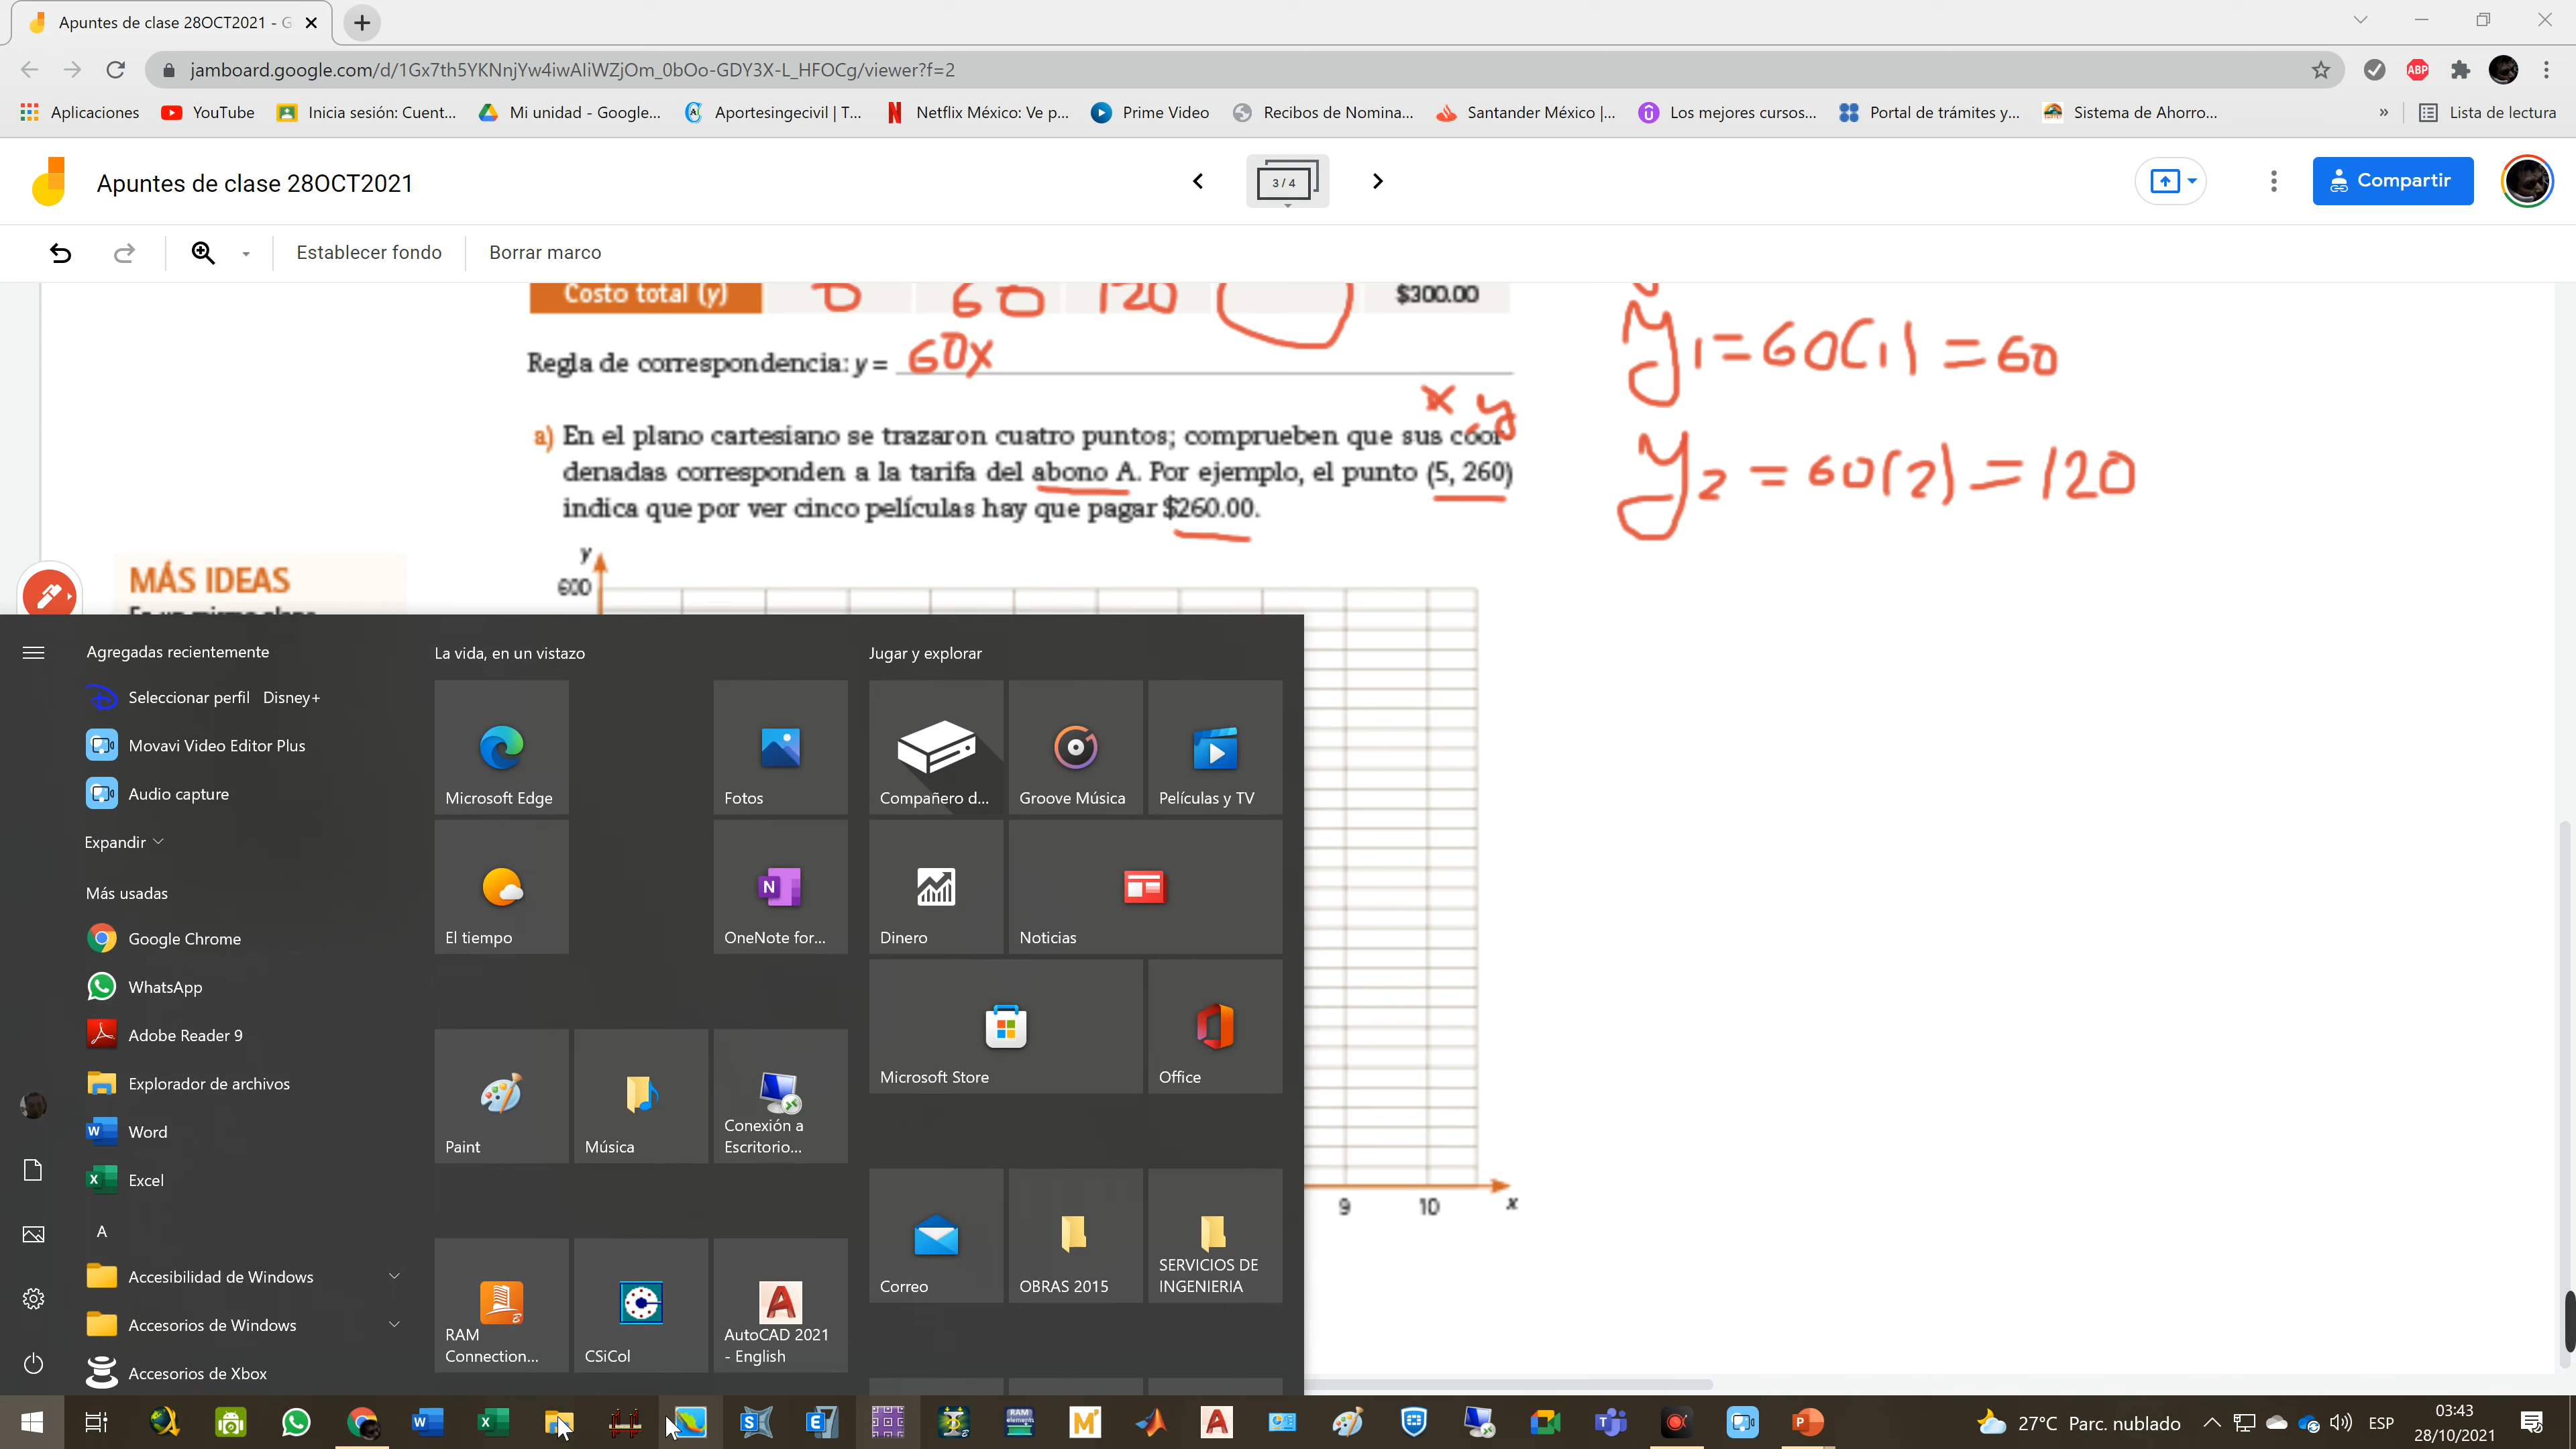 Apuntes de clase 28OCT2021 - G
jamboard.google.com/d/1Gx7th5YKNnjYw4iwAIiWZjOm_0bOo-GDY3X-L_HFOCg/viewer?f=2
ABP
Aplicaciones
YouTube
Inicia sesión: Cuent...
Mi unidad - Google...
Aportesingecivil | T...
Netflix México: Ve p...
Prime Video
Recibos de Nomina...
Santander México |...
Los mejores cursos...
Portal de trámites y...
Sistema de Ahorro...
»
Lista de lectura
Apuntes de clase 28OCT2021
3 / 4
Compartir
Establecer fondo
Borrar marco
Costo total (y) 0 60 120 $300.00
Regla de correspondencia: y = 60x
x y
a) En el plano cartesiano se trazaron cuatro puntos; comprueben que sus coor
denadas corresponden a la tarifa del abono A. Por ejemplo, el punto (5, 260)
indica que por ver cinco películas hay que pagar $260.00.
y1 = 60(1) = 60
y2 = 60(2) = 120
y
600
9 10 x
MÁS IDEAS
Agregadas recientemente
Seleccionar perfil Disney+
Movavi Video Editor Plus
Audio capture
Expandir
Más usadas
Google Chrome
WhatsApp
Adobe Reader 9
Explorador de archivos
Word
Excel
A
Accesibilidad de Windows
Accesorios de Windows
Accesorios de Xbox
La vida, en un vistazo
Microsoft Edge
Fotos
El tiempo
OneNote for...
Paint
Música
Conexión a
Escritorio...
RAM
Connection...
CSiCol
AutoCAD 2021
- English
Jugar y explorar
Compañero d...
Groove Música
Películas y TV
Dinero
Noticias
Microsoft Store
Office
Correo
OBRAS 2015
SERVICIOS DE
INGENIERIA
27°C Parc. nublado
ESP
03:43
28/10/2021